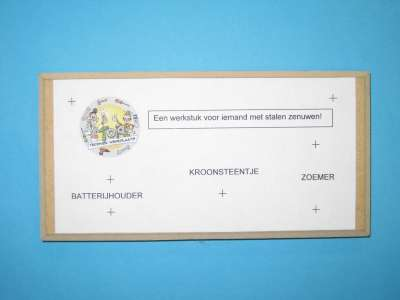 Een werkstuk voor iemand met stalen zenuwen!
KROONSTEENTJE
ZOEMER
BATTERIJHOUDER